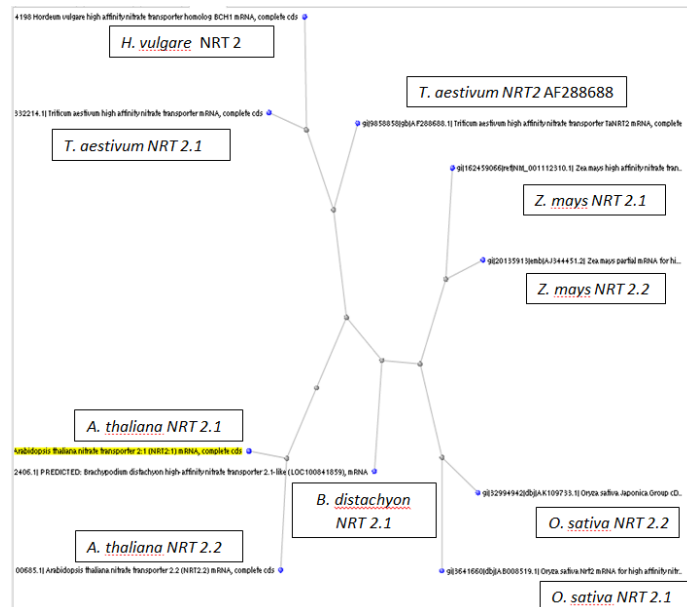 4198 Hordeum vulgare high affinity nitrate transporter homolog BCH1 mRNA, complete cds
H. vulgare NRT 2
T. aestivum NRT2 AF288688
332214.1| Triticum aestivum high affinity nitrate transporter mRNA, complete cds
gi|9858858|gb|AF288688.1| Triticum aestivum high affinity nitrate transporter TaNRT2 mRNA, complete
T. aestivum NRT 2.1
gi|162459066|ref|NM_001112310.1| Zea mays high affinity nitrate tran...
Z. mays NRT 2.1
gi|20135913|emb|AJ344451.2| Zea mays partial mRNA for hi...
Z. mays NRT 2.2
A. thaliana NRT 2.1
Arabidopsis thaliana nitrate transporter 2:1 (NRT2:1) mRNA, complete cds
2406.1| PREDICTED: Brachypodium distachyon high-affinity nitrate transporter 2.1-like (LOC100841859), mRNA
B. distachyon
NRT 2.1
gi|32994942|dbj|AK109733.1| Oryza sativa Japonica Group cD...
O. sativa NRT 2.2
A. thaliana NRT 2.2
00685.1| Arabidopsis thaliana nitrate transporter 2.2 (NRT2.2) mRNA, complete cds
gi|3641660|dbj|AB008519.1| Oryza sativa Nrt2 mRNA for high affinity nitr...
O. sativa NRT 2.1